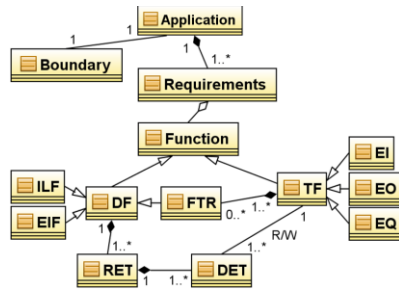 Application
1
1
1
Boundary
1..*
Requirements
Function
EI
ILF
TF
EO
DF
FTR
EIF
0..*
1..*
1
EQ
1
R/W
1..*
1..*
RET
1
1..*
DET